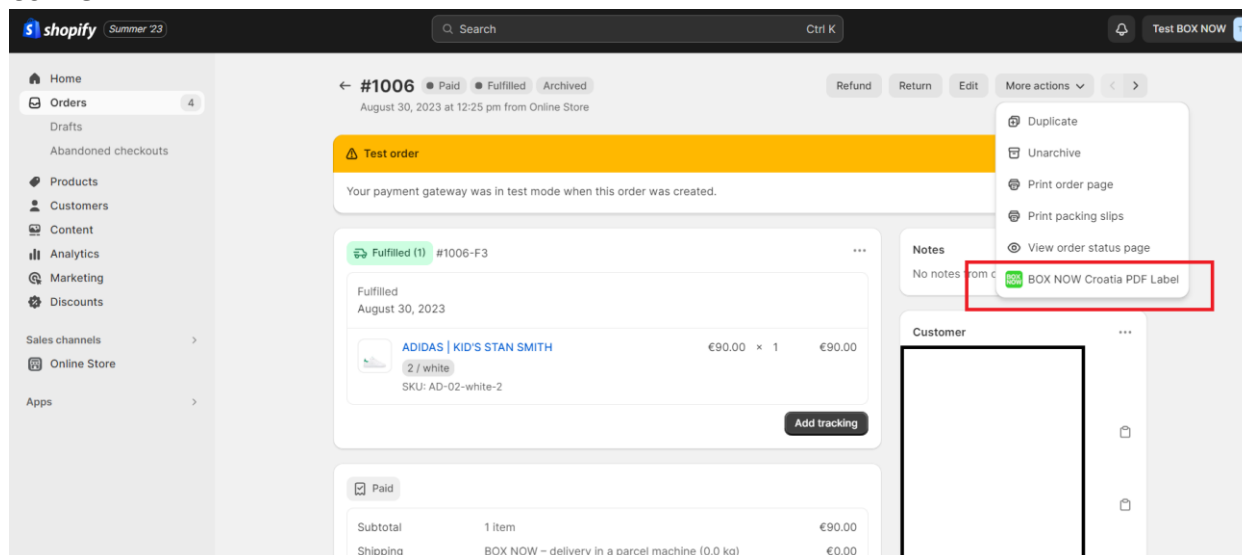 shopify Summer '23
Search Ctrl K
Test BOX NOW
Home
Orders 4
Drafts
Abandoned checkouts
Products
Customers
Content
Analytics
Marketing
Discounts
Sales channels
Online Store
Apps
#1006 Paid Fulfilled Archived
August 30, 2023 at 12:25 pm from Online Store
Refund Return Edit More actions
Duplicate
Unarchive
Print order page
Print packing slips
View order status page
BOX NOW BOX NOW Croatia PDF Label
Test order
Your payment gateway was in test mode when this order was created.
Fulfilled (1) #1006-F3
Fulfilled
August 30, 2023
ADIDAS | KID'S STAN SMITH €90.00 × 1 €90.00
2 / white
SKU: AD-02-white-2
Add tracking
Paid
Subtotal 1 item €90.00
Shipping BOX NOW – delivery in a parcel machine (0.0 kg) €0.00
Notes
No notes from
Customer